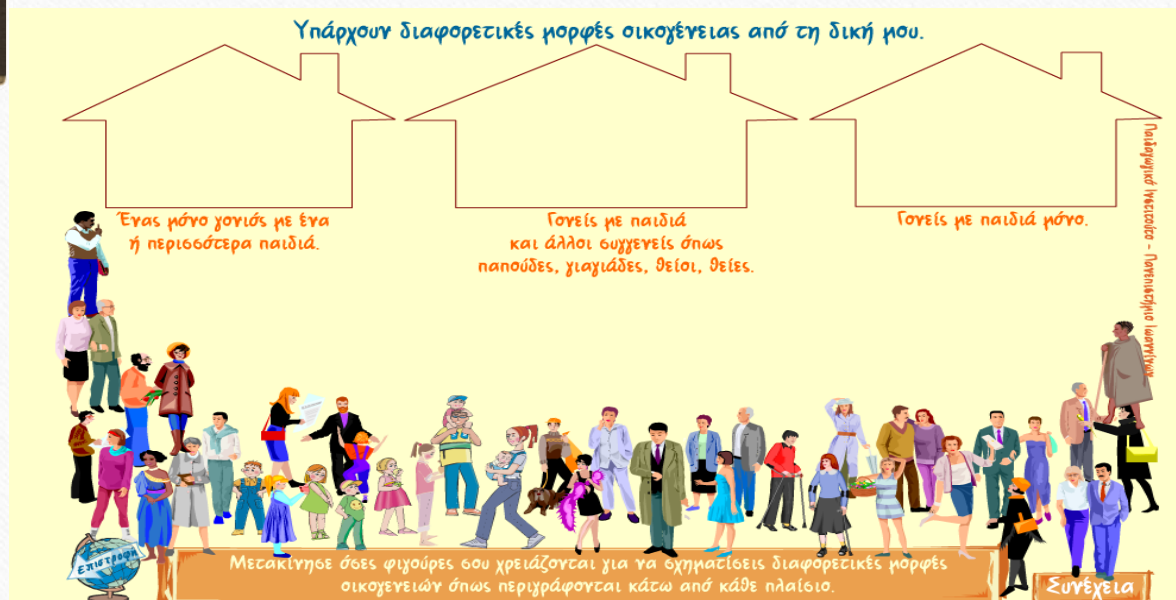 Υπάρχουν διαφορετικές μορφές οικογένειας από τη δική μου.
Ένας μόνο γονιός με ένα
ή περισσότερα παιδιά.
Γονείς με παιδιά
και άλλοι συγγενείς όπως
παπούδες, γιαγιάδες, θείοι, θείες.
Γονείς με παιδιά μόνο.
Παιδαγωγικό Ινστιτούτο - Πανεπιστήμιο Ιωαννίνων
Επιστροφή
Μετακίνησε όσες φιγούρες σου χρειάζονται για να σχηματίσεις διαφορετικές μορφές
οικογενειών όπως περιγράφονται κάτω από κάθε πλαίσιο.
Συνέχεια